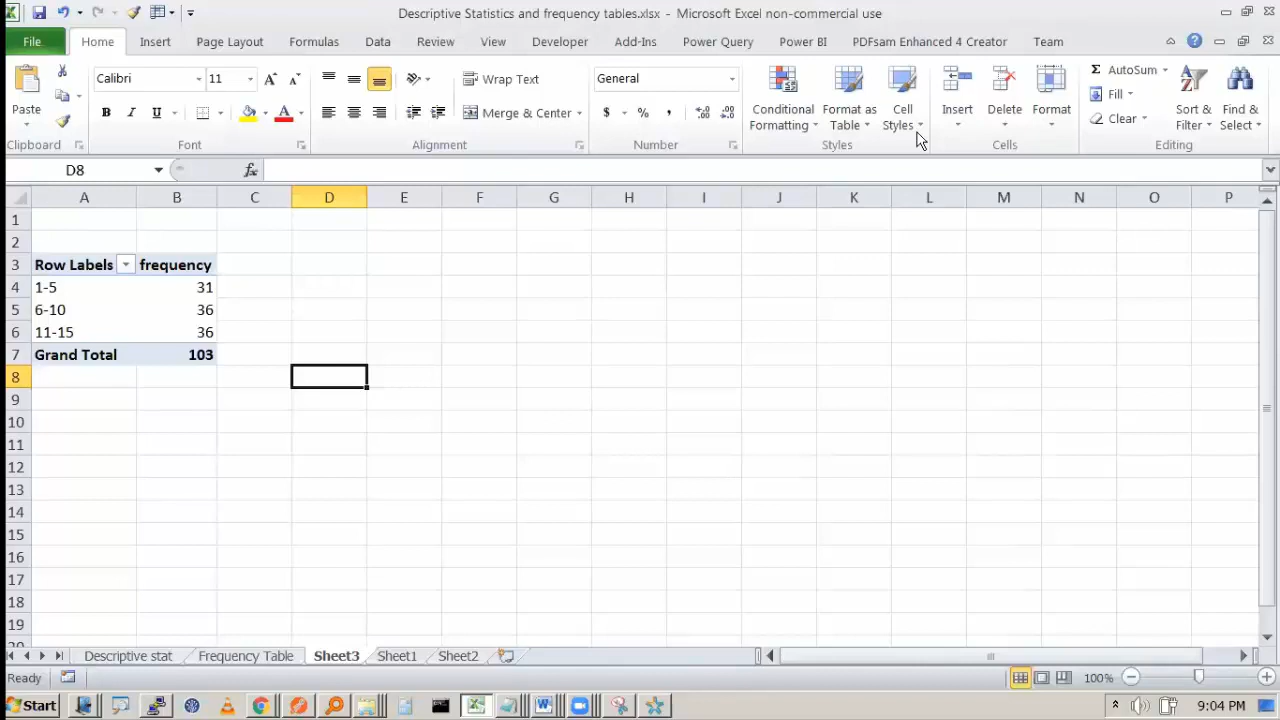 Descriptive Statistics and frequency tables.xlsx - Microsoft Excel non-commercial use
File Home Insert Page Layout Formulas Data Review View Developer Add-Ins Power Query Power BI PDFsam Enhanced 4 Creator Team
Paste
Calibri 11
B I U A
Wrap Text
Merge & Center
General
$ % ,
Conditional Formatting
Format as Table
Cell Styles
Insert Delete Format
Σ AutoSum
Fill
Clear
Sort & Filter
Find & Select
Clipboard Font Alignment Number Styles Cells Editing
D8 fx
A B C D E F G H J K L M N O P
1
2
3 Row Labels frequency
4 1-5 31
5 6-10 36
6 11-15 36
7 Grand Total 103
8
9
10
11
12
13
14
15
16
17
18
19
Descriptive stat Frequency Table Sheet3 Sheet1 Sheet2
Ready 100%
Start 9:04 PM